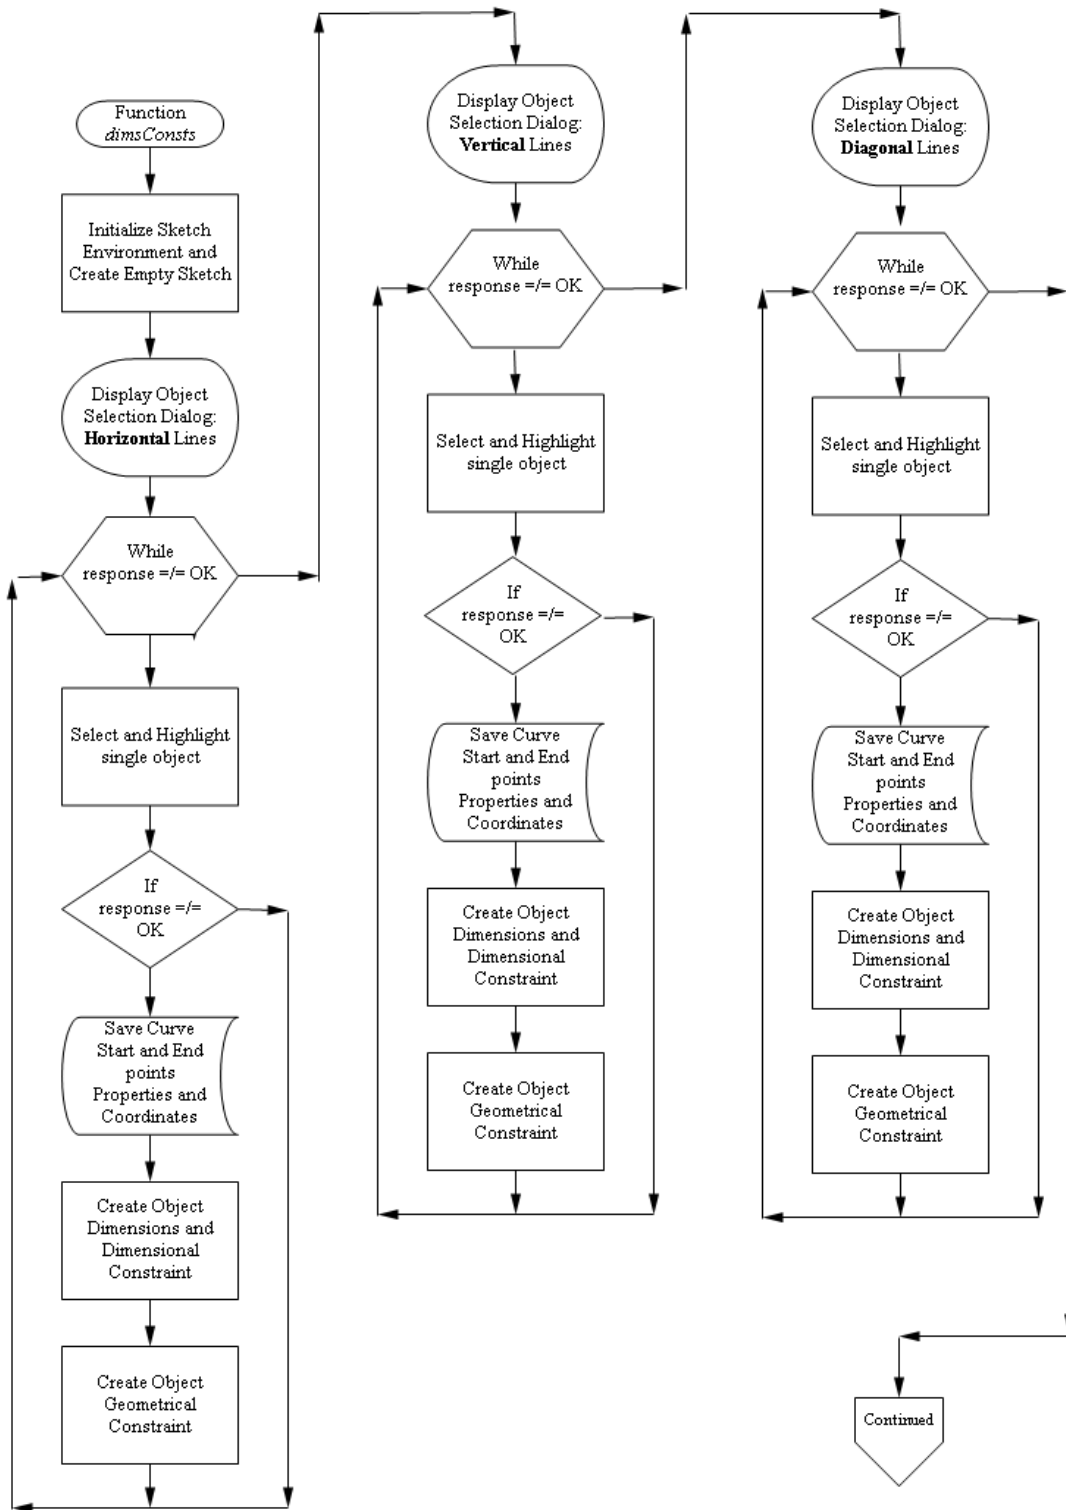 Function
dimsConsts
Initialize Sketch
Environment and
Create Empty Sketch
Display Object
Selection Dialog:
Horizontal Lines
While
response =/= OK
Select and Highlight
single object
If
response =/=
OK
Save Curve
Start and End
points
Properties and
Coordinates
Create Object
Dimensions and
Dimensional
Constraint
Create Object
Geometrical
Constraint
Display Object
Selection Dialog:
Vertical Lines
While
response =/= OK
Select and Highlight
single object
If
response =/=
OK
Save Curve
Start and End
points
Properties and
Coordinates
Create Object
Dimensions and
Dimensional
Constraint
Create Object
Geometrical
Constraint
Display Object
Selection Dialog:
Diagonal Lines
While
response =/= OK
Select and Highlight
single object
If
response =/=
OK
Save Curve
Start and End
points
Properties and
Coordinates
Create Object
Dimensions and
Dimensional
Constraint
Create Object
Geometrical
Constraint
Continued